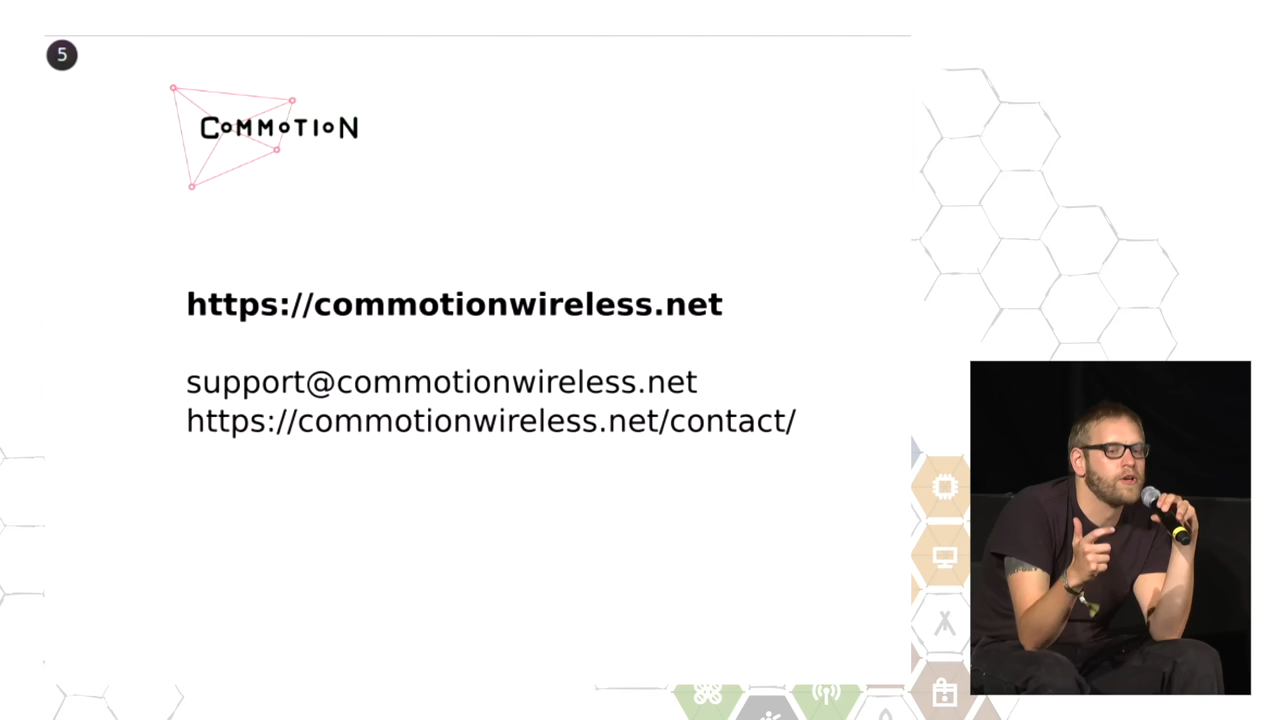 5
COMMOTION
https://commotionwireless.net
support@commotionwireless.net
https://commotionwireless.net/contact/